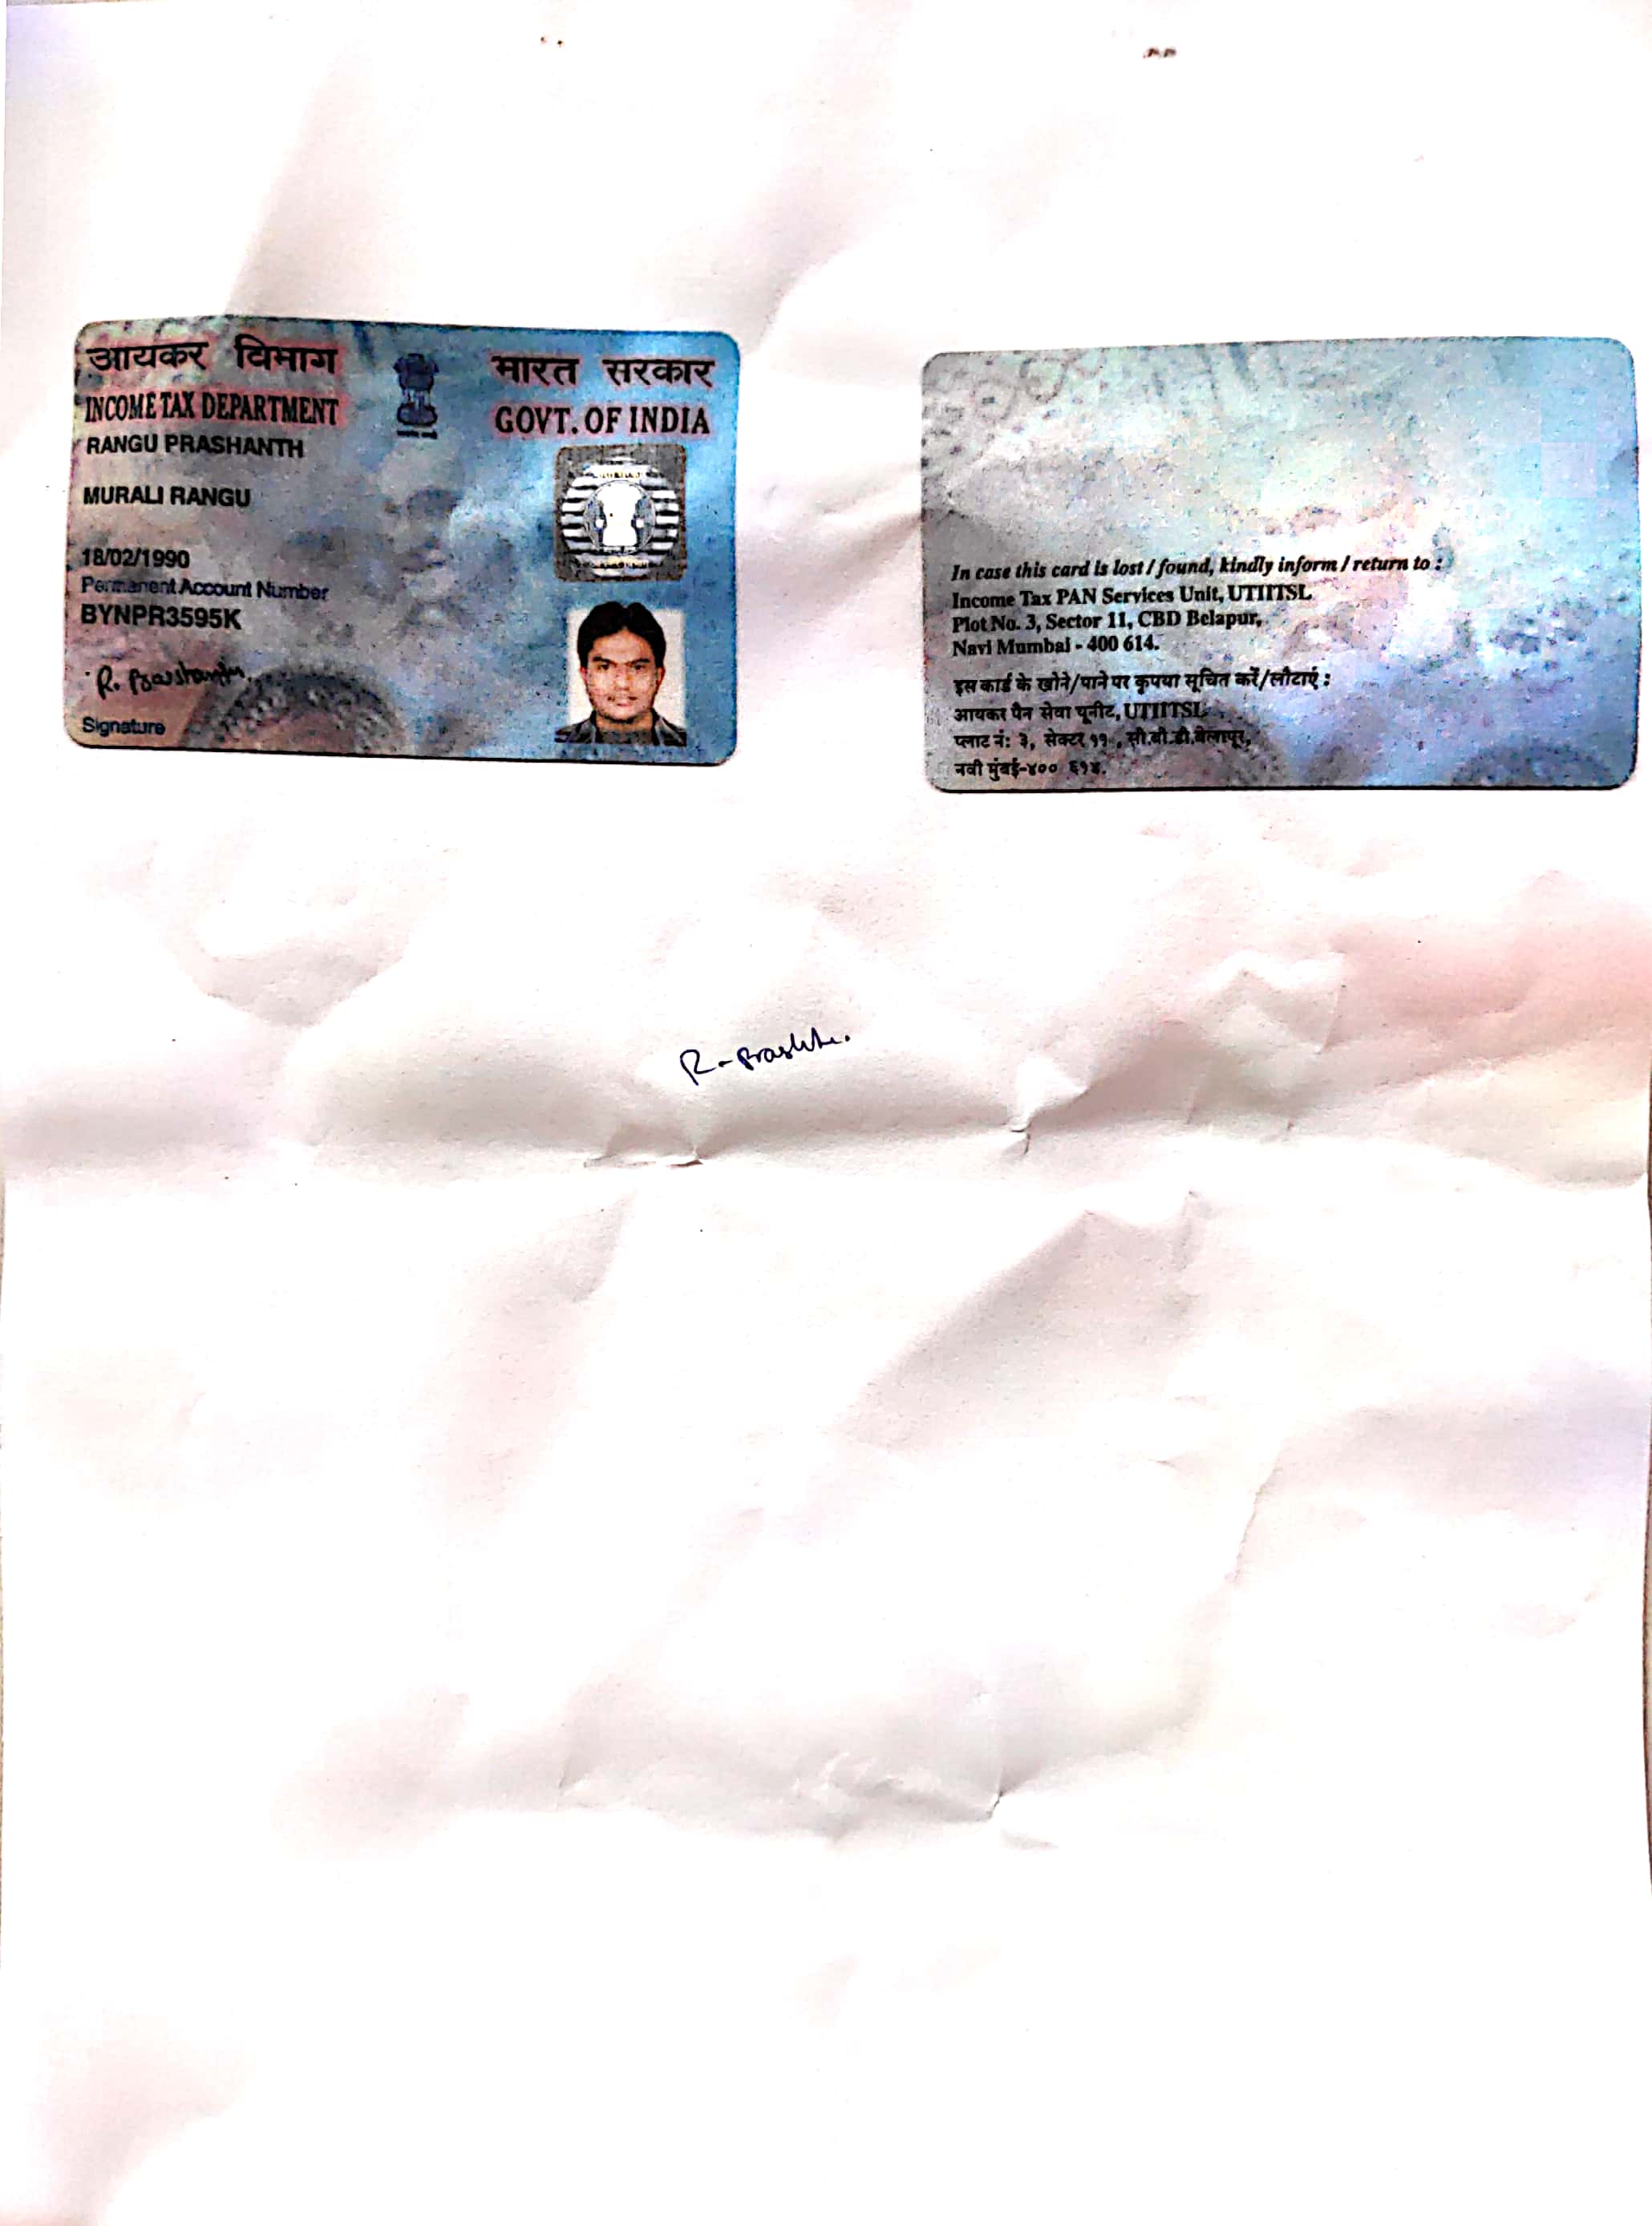 आयकर विभाग
INCOME TAX DEPARTMENT
भारत सरकार
GOVT. OF INDIA
RANGU PRASHANTH
MURALI RANGU
18/02/1990
Permanent Account Number
BYNPR3595K
R. Prashanth
Signature
In case this card is lost / found, kindly inform / return to :
Income Tax PAN Services Unit, UTIITSL
Plot No. 3, Sector 11, CBD Belapur,
Navi Mumbai - 400 614.
इस कार्ड के खोने/पाने पर कृपया सूचित करें/लौटाएं :
आयकर पैन सेवा यूनीट, UTIITSL
प्लाट नं: ३, सेक्टर ११, सी.बी.डी.बेलापूर,
नवी मुंबई-४०० ६१४.